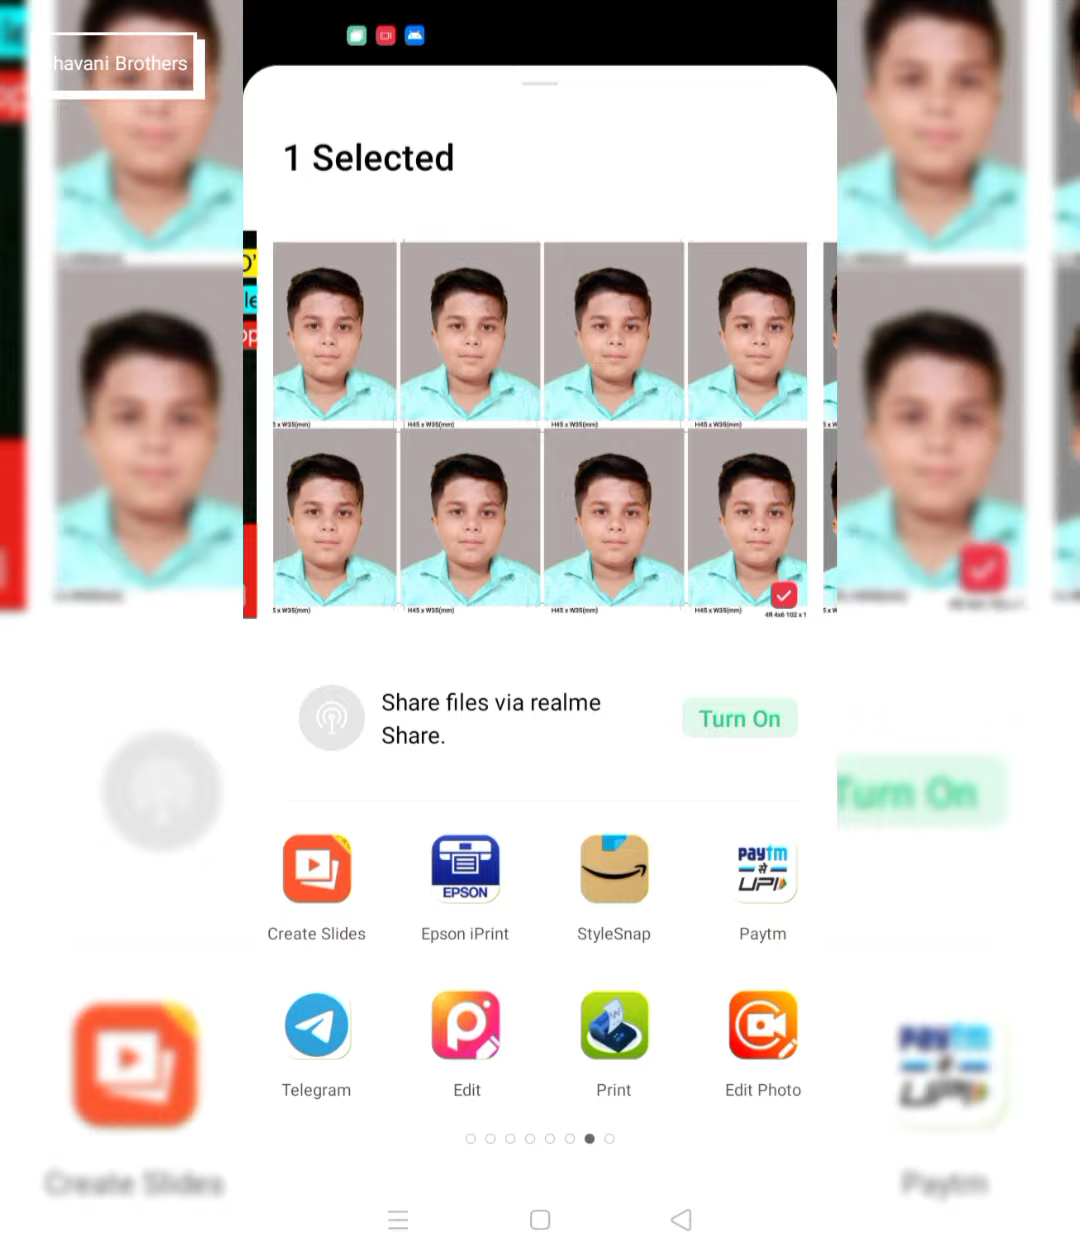 havani Brothers
1 Selected
5 x W35(mm) H45 x W35(mm) H45 x W35(mm) H45 x W35(mm)
5 x W35(mm) H45 x W35(mm) H45 x W35(mm) H45 x W35(mm)
4R 4x6 102 x 1
Share files via realme
Share.
Turn On
Turn On
EPSON
paytm
से
UPI
Create Slides Epson iPrint StyleSnap Paytm
Telegram Edit Print Edit Photo
Create Slides
Paytm